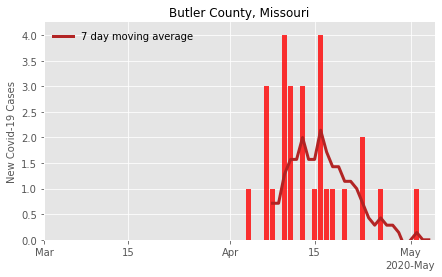 Butler County, Missouri
7 day moving average
New Covid-19 Cases
4.0
3.5
3.0
2.5
2.0
1.5
1.0
0.5
0.0
Mar 15 Apr 15 May
2020-May